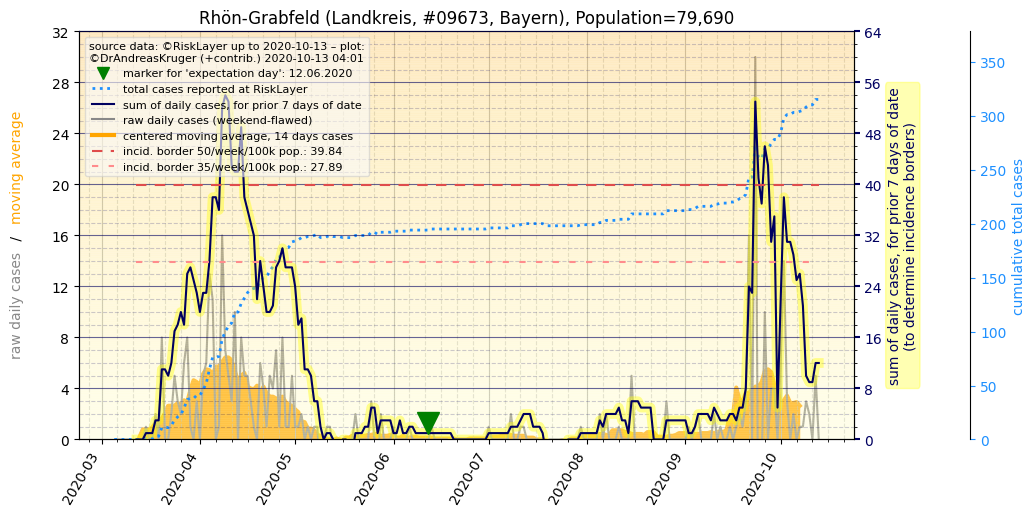 Rhön-Grabfeld (Landkreis, #09673, Bayern), Population=79,690
source data: ©RiskLayer up to 2020-10-13 – plot:
©DrAndreasKruger (+contrib.) 2020-10-13 04:01
marker for 'expectation day': 12.06.2020
total cases reported at RiskLayer
sum of daily cases, for prior 7 days of date
raw daily cases (weekend-flawed)
centered moving average, 14 days cases
incid. border 50/week/100k pop.: 39.84
incid. border 35/week/100k pop.: 27.89
raw daily cases / moving average
32
28
24
20
16
12
8
4
0
64
56
48
40
32
24
16
8
0
sum of daily cases, for prior 7 days of date
(to determine incidence borders)
350
300
250
200
150
100
50
0
cumulative total cases
2020-03
2020-04
2020-05
2020-06
2020-07
2020-08
2020-09
2020-10